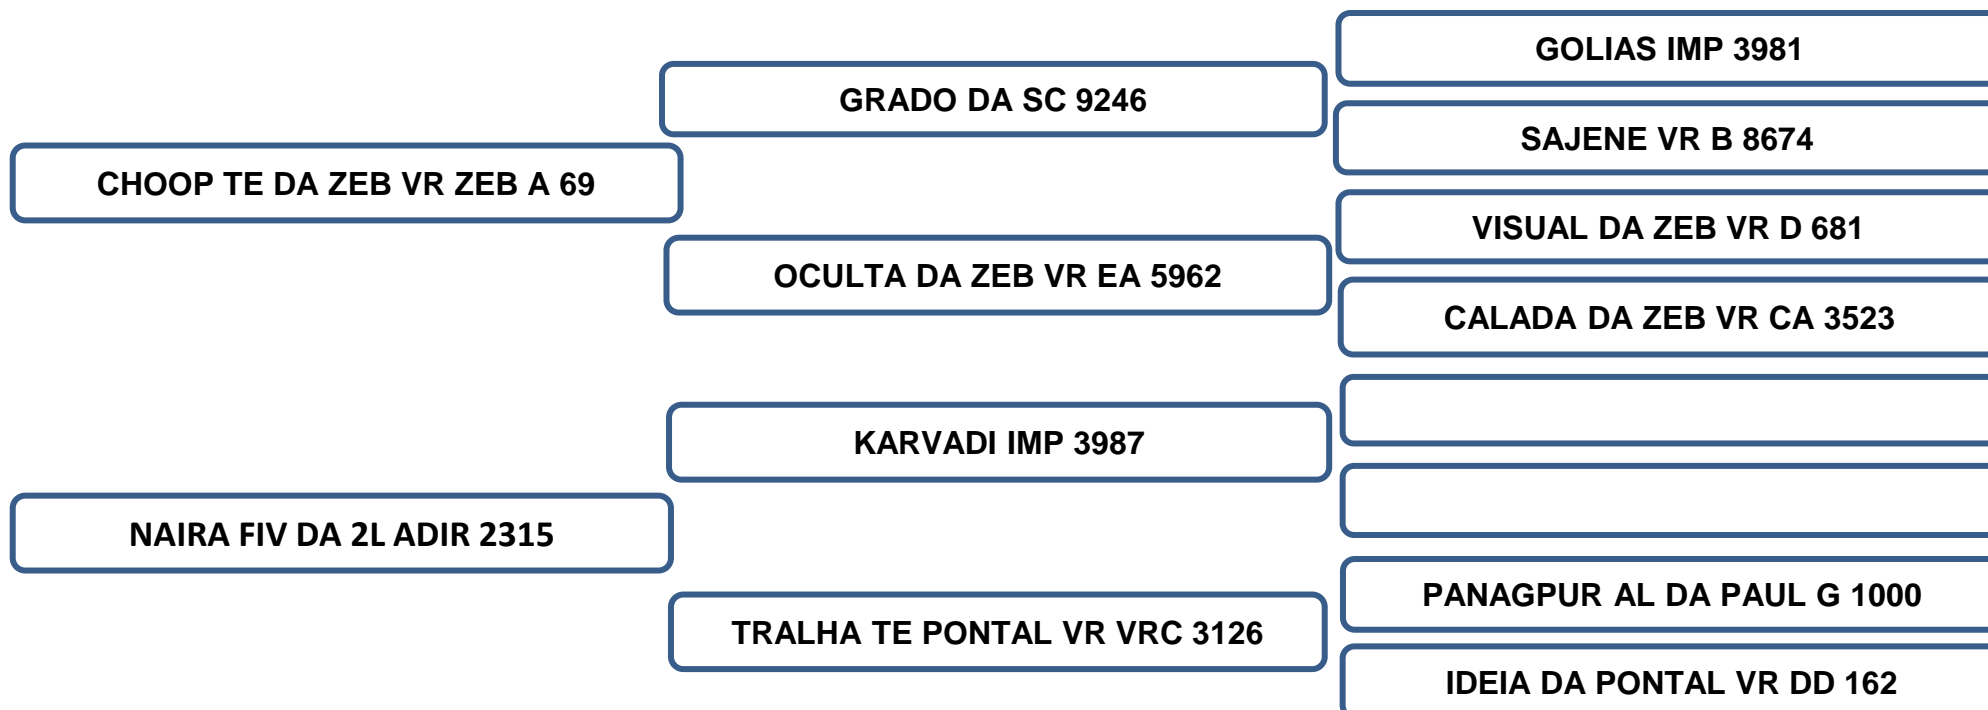 GOLIAS IMP 3981
GRADO DA SC 9246
SAJENE VR B 8674
CHOOP TE DA ZEB VR ZEB A 69
VISUAL DA ZEB VR D 681
OCULTA DA ZEB VR EA 5962
CALADA DA ZEB VR CA 3523
KARVADI IMP 3987
NAIRA FIV DA 2L ADIR 2315
PANAGPUR AL DA PAUL G 1000
TRALHA TE PONTAL VR VRC 3126
IDEIA DA PONTAL VR DD 162